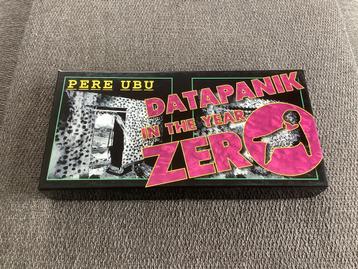 PERE UBU
DATAPANIK
IN THE YEAR
ZERO